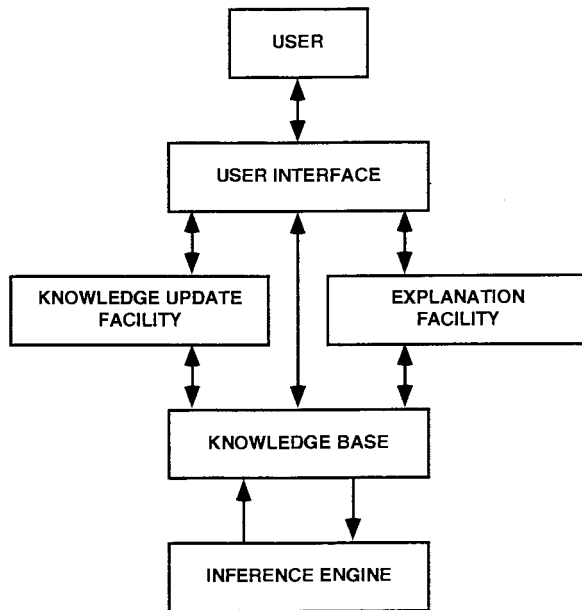 USER
USER INTERFACE
KNOWLEDGE UPDATE
FACILITY
EXPLANATION
FACILITY
KNOWLEDGE BASE
INFERENCE ENGINE